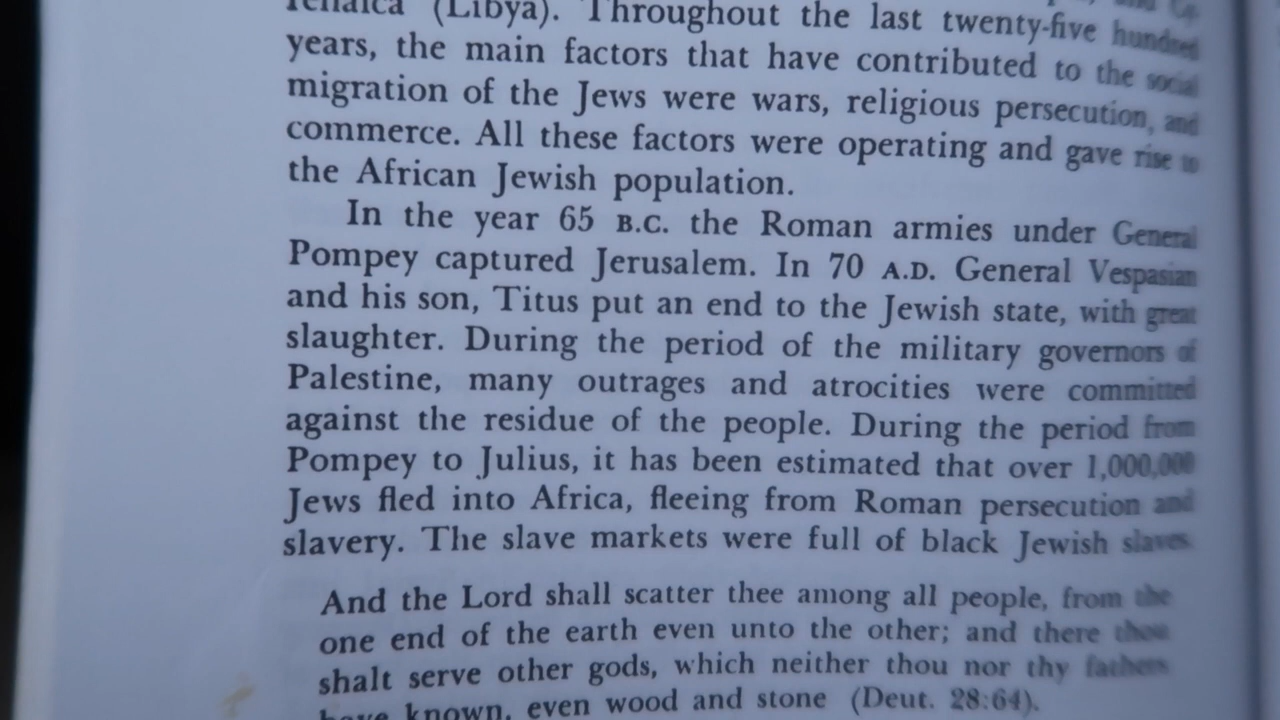 renaica (Libya). Throughout the last twenty-five hundred
years, the main factors that have contributed to the social
migration of the Jews were wars, religious persecution, and
commerce. All these factors were operating and gave rise to
the African Jewish population.
In the year 65 B.C. the Roman armies under General
Pompey captured Jerusalem. In 70 A.D. General Vespasian
and his son, Titus put an end to the Jewish state, with great
slaughter. During the period of the military governors of
Palestine, many outrages and atrocities were committed
against the residue of the people. During the period from
Pompey to Julius, it has been estimated that over 1,000,000
Jews fled into Africa, fleeing from Roman persecution and
slavery. The slave markets were full of black Jewish slaves.
And the Lord shall scatter thee among all people, from the
one end of the earth even unto the other; and there thou
shalt serve other gods, which neither thou nor thy fathers
have known, even wood and stone (Deut. 28:64).